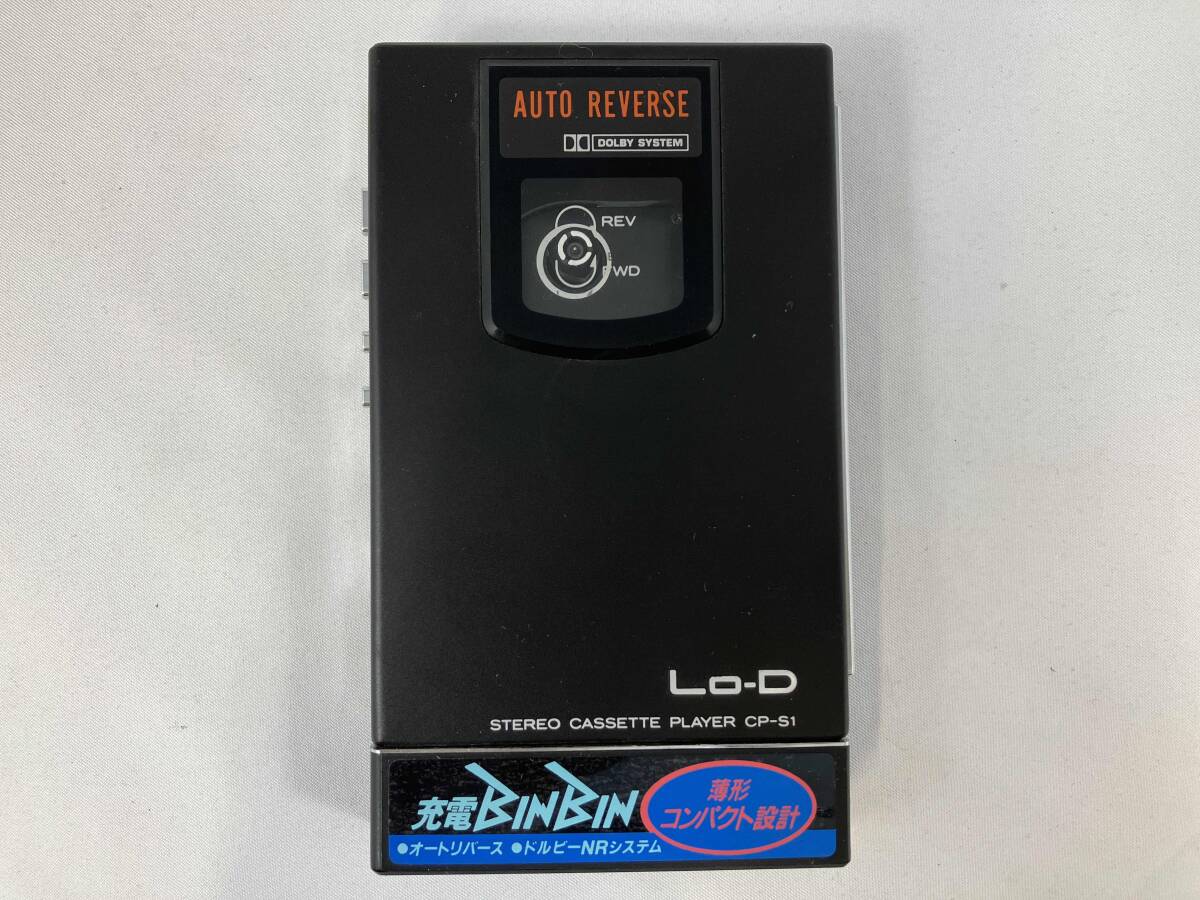 AUTO REVERSE
DOLBY SYSTEM
REV
FWD
Lo-D
STEREO CASSETTE PLAYER CP-S1
充電BINBIN
薄形
コンパクト設計
●オートリバース ●ドルビーNRシステム